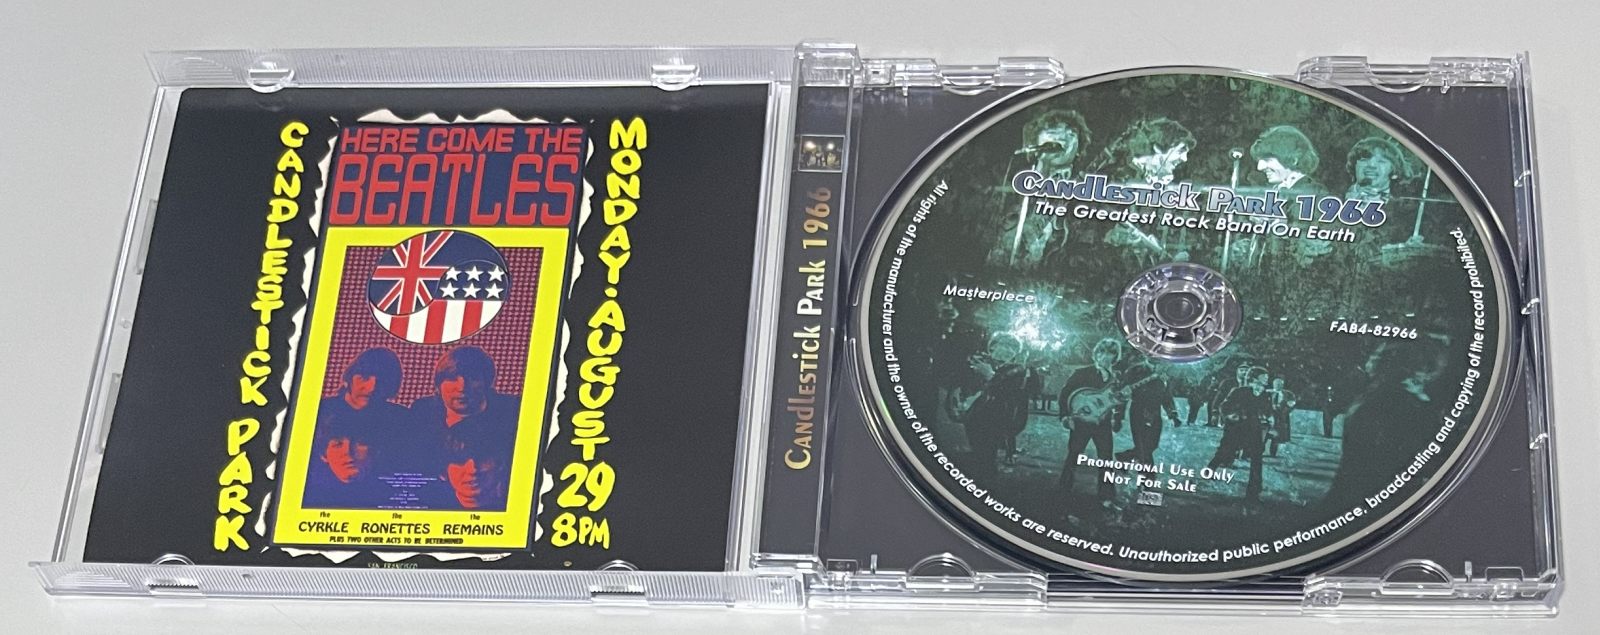 CANDLESTICK PARK
HERE COME THE
BEATLES
MONDAY·AUGUST
29
8PM
the the the
CYRKLE RONETTES REMAINS
PLUS TWO OTHER ACTS TO BE DETERMINED
SAN FRANCISCO
CANDLESTICK PARK 1966
CANDLESTICK PARK 1966
The Greatest Rock Band On Earth
Masterpiece
FAB4-82966
PROMOTIONAL USE ONLY
NOT FOR SALE
All rights of the manufacturer and the owner of the recorded works are reserved. Unauthorized public performance, broadcasting and copying of the record prohibited.